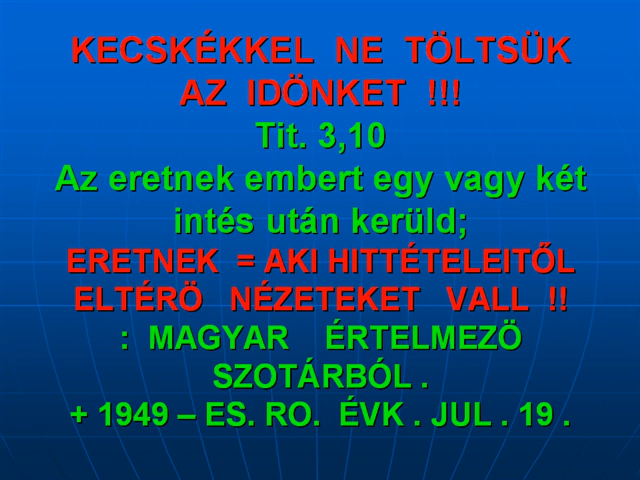 KECSKÉKKEL NE TÖLTSÜK
AZ IDÖNKET !!!
Tit. 3,10
Az eretnek embert egy vagy két
intés után kerüld;
ERETNEK = AKI HITTÉTELEITŐL
ELTÉRÖ NÉZETEKET VALL !!
: MAGYAR ÉRTELMEZÖ
SZOTÁRBÓL .
+ 1949 – ES. RO. ÉVK . JUL . 19 .